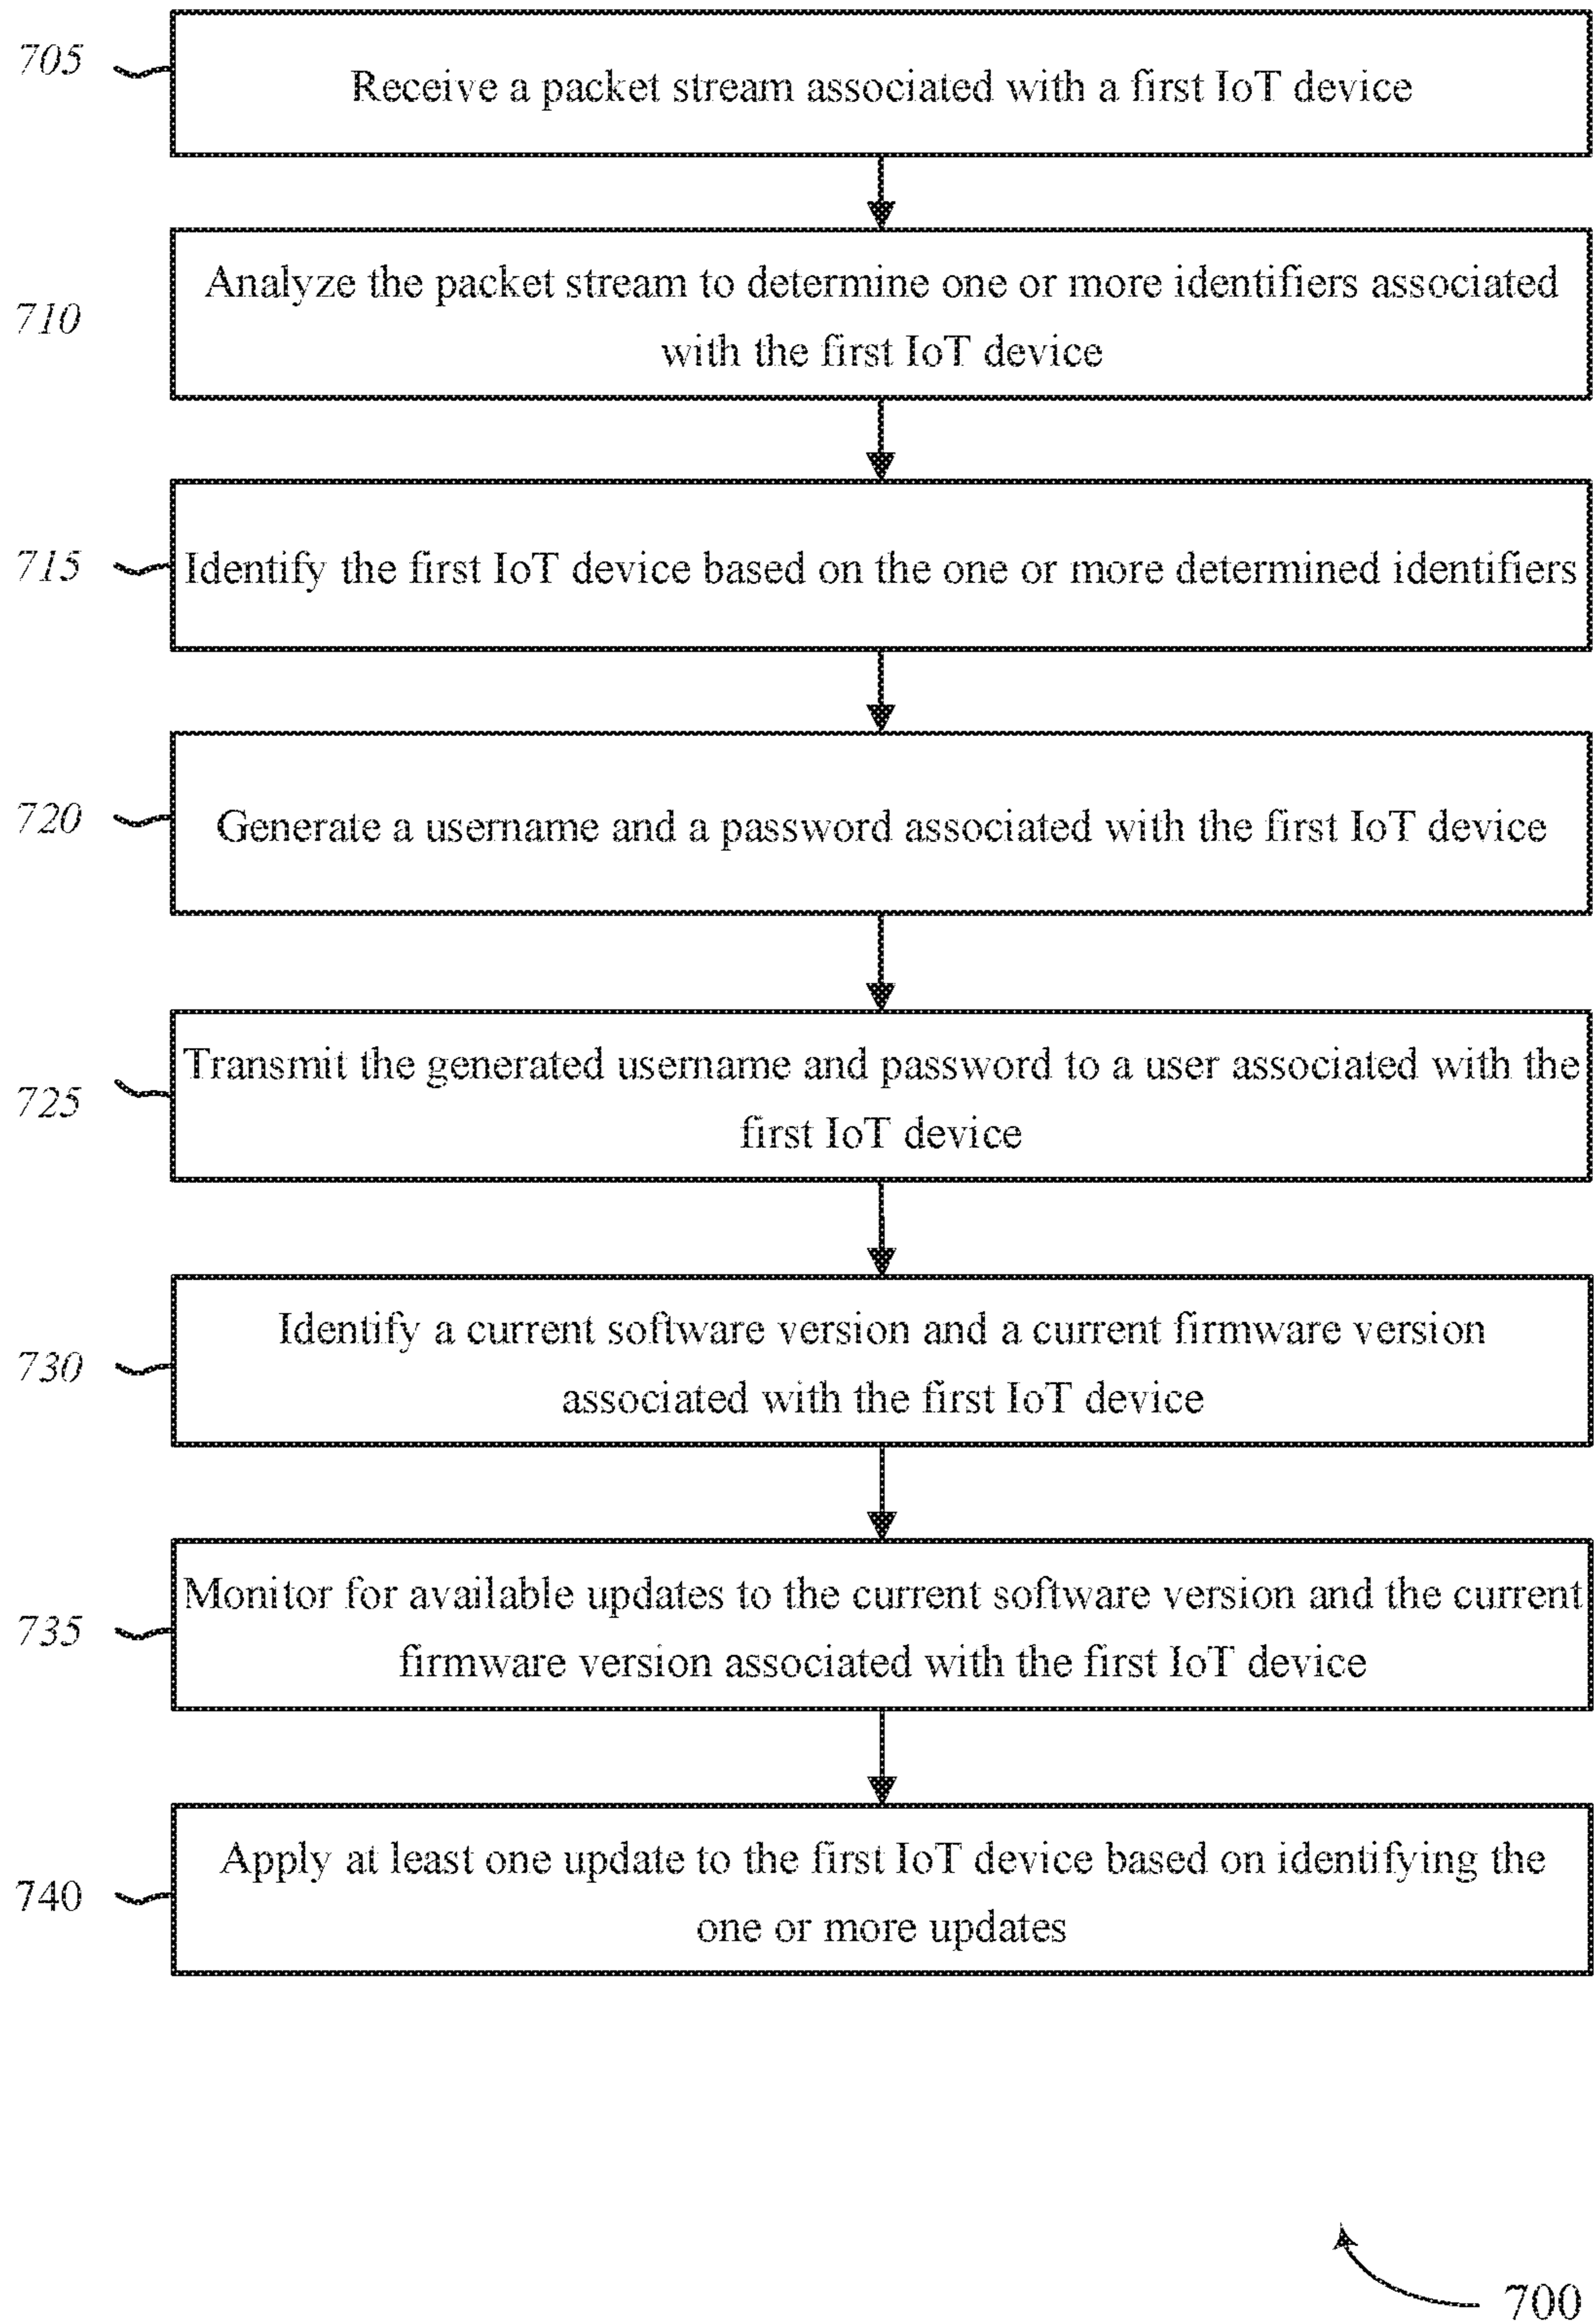 705
Receive a packet stream associated with a first IoT device
710
Analyze the packet stream to determine one or more identifiers associated
with the first IoT device
715
Identify the first IoT device based on the one or more determined identifiers
720
Generate a username and a password associated with the first IoT device
725
Transmit the generated username and password to a user associated with the
first IoT device
730
Identify a current software version and a current firmware version
associated with the first IoT device
735
Monitor for available updates to the current software version and the current
firmware version associated with the first IoT device
740
Apply at least one update to the first IoT device based on identifying the
one or more updates
700